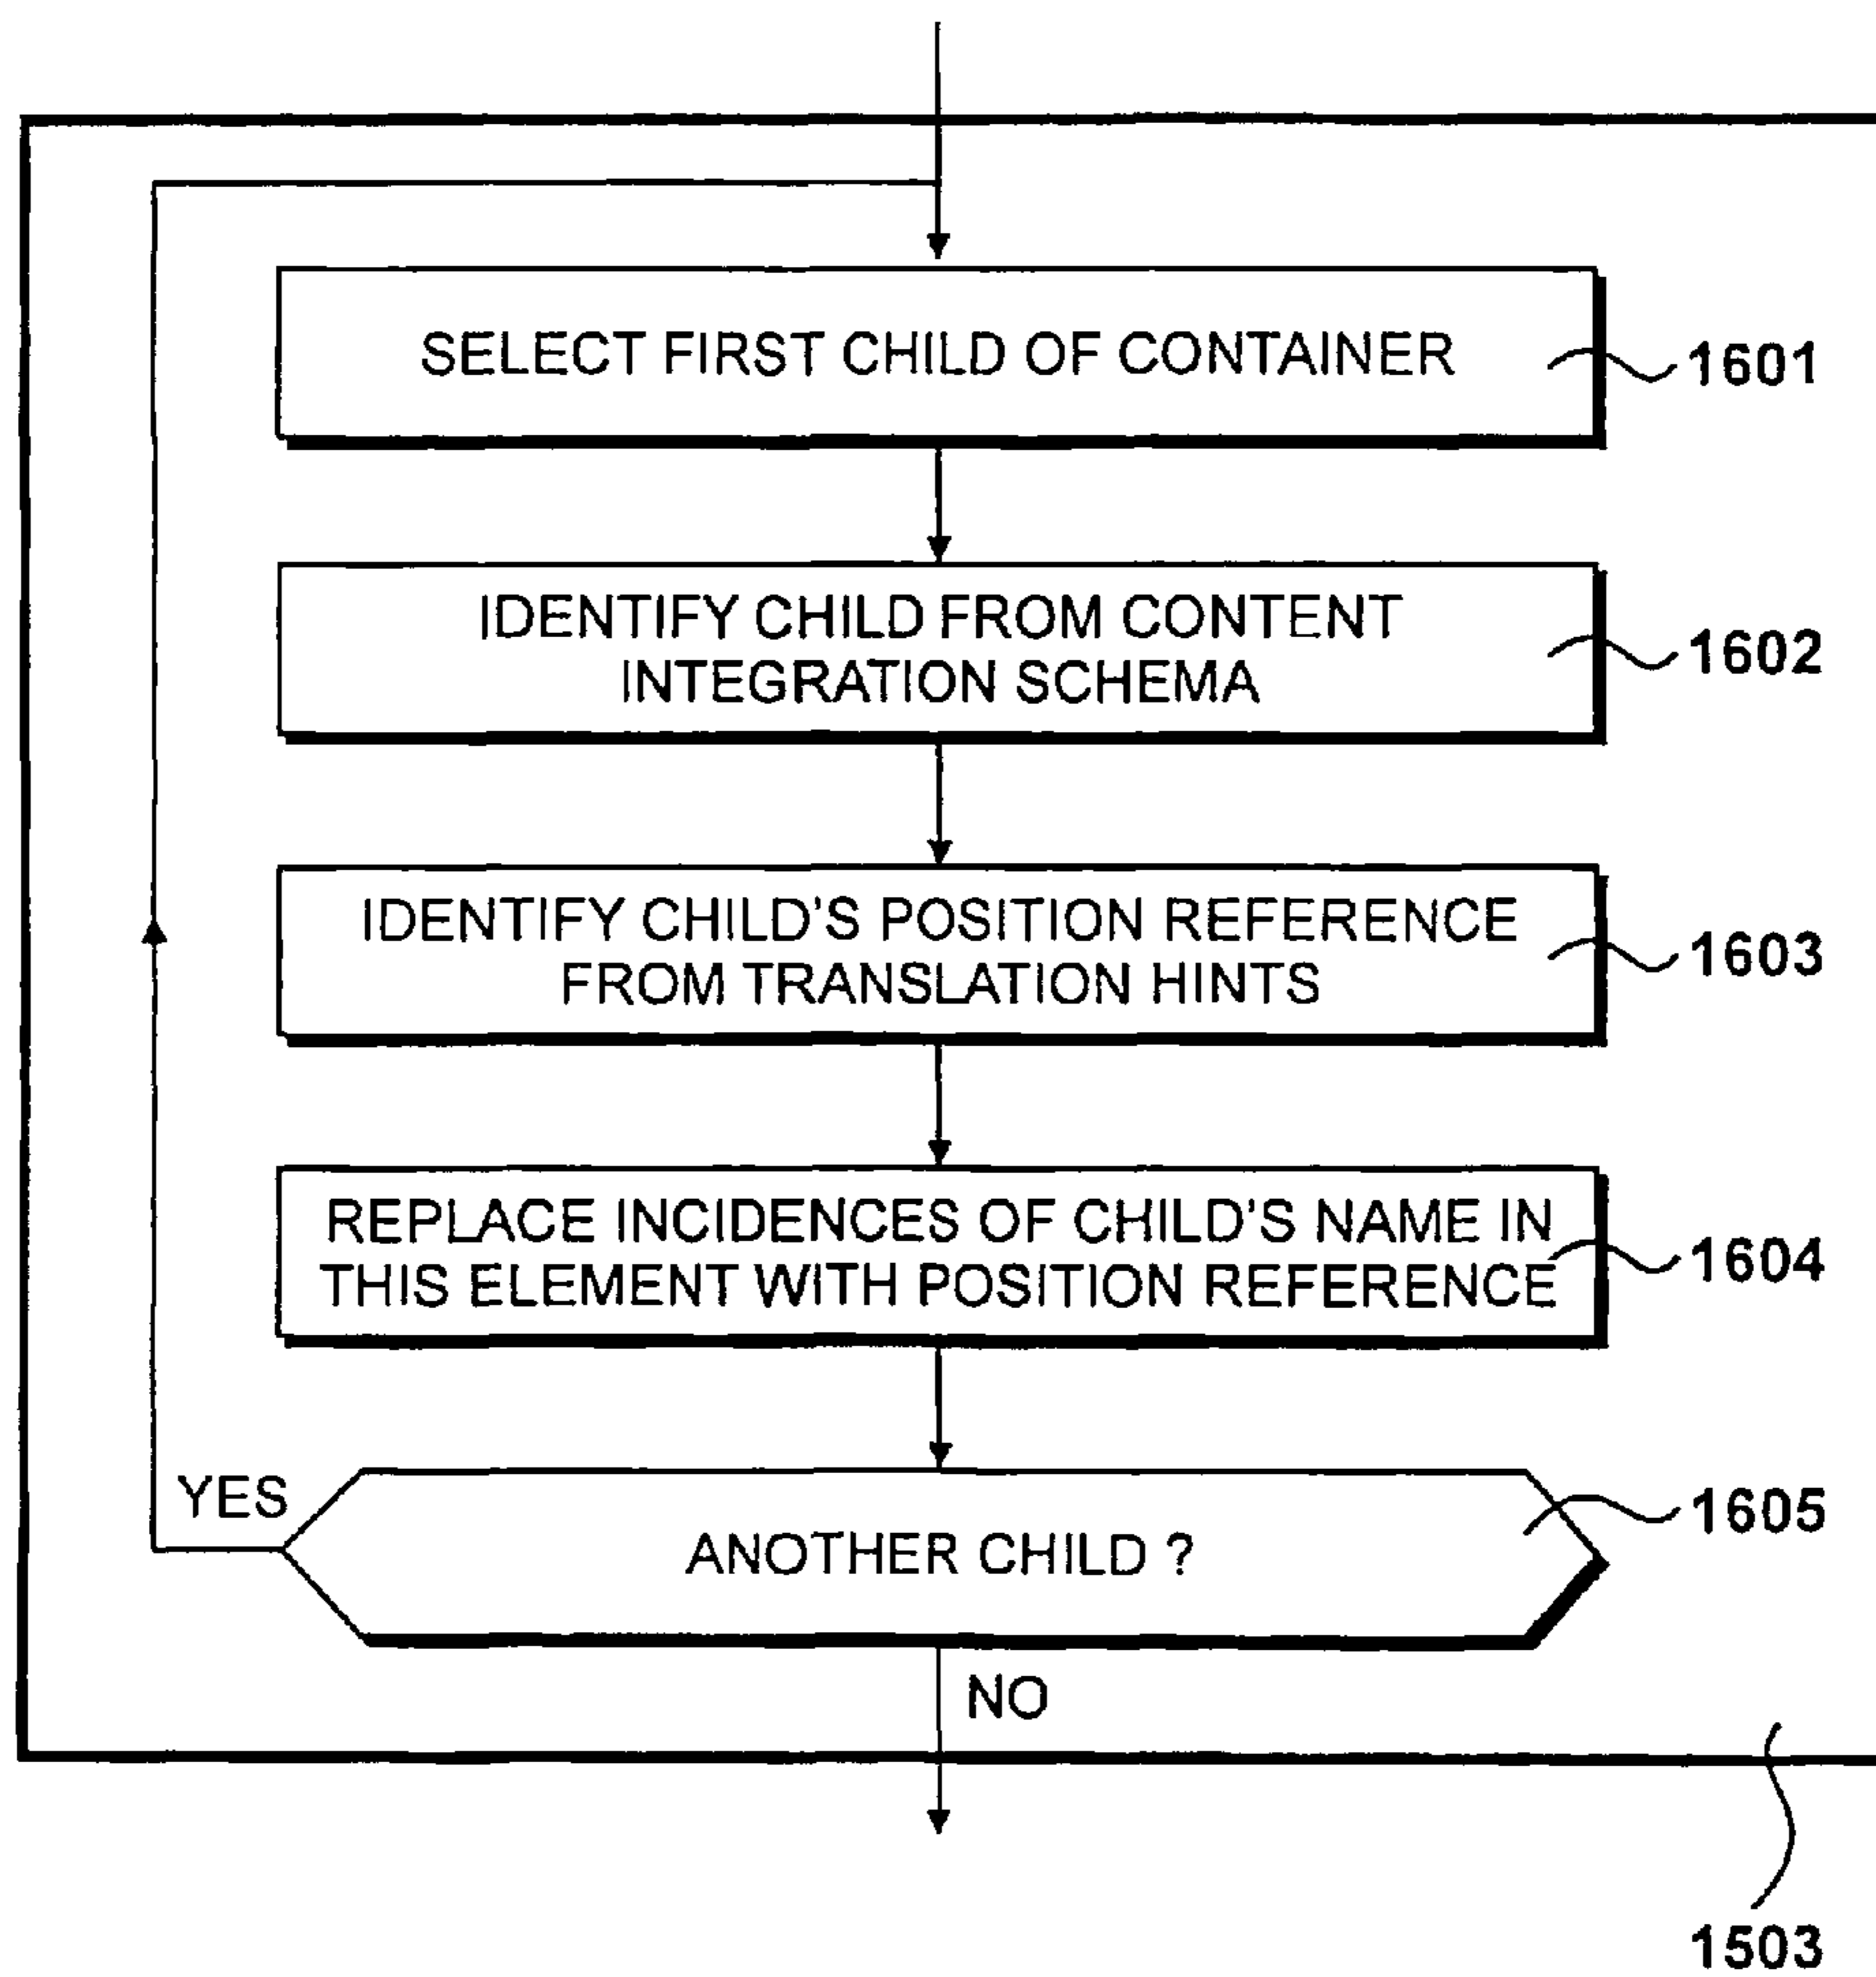 SELECT FIRST CHILD OF CONTAINER
1601
IDENTIFY CHILD FROM CONTENT
INTEGRATION SCHEMA
1602
IDENTIFY CHILD'S POSITION REFERENCE
FROM TRANSLATION HINTS
1603
REPLACE INCIDENCES OF CHILD'S NAME IN
THIS ELEMENT WITH POSITION REFERENCE
1604
YES
ANOTHER CHILD ?
1605
NO
1503